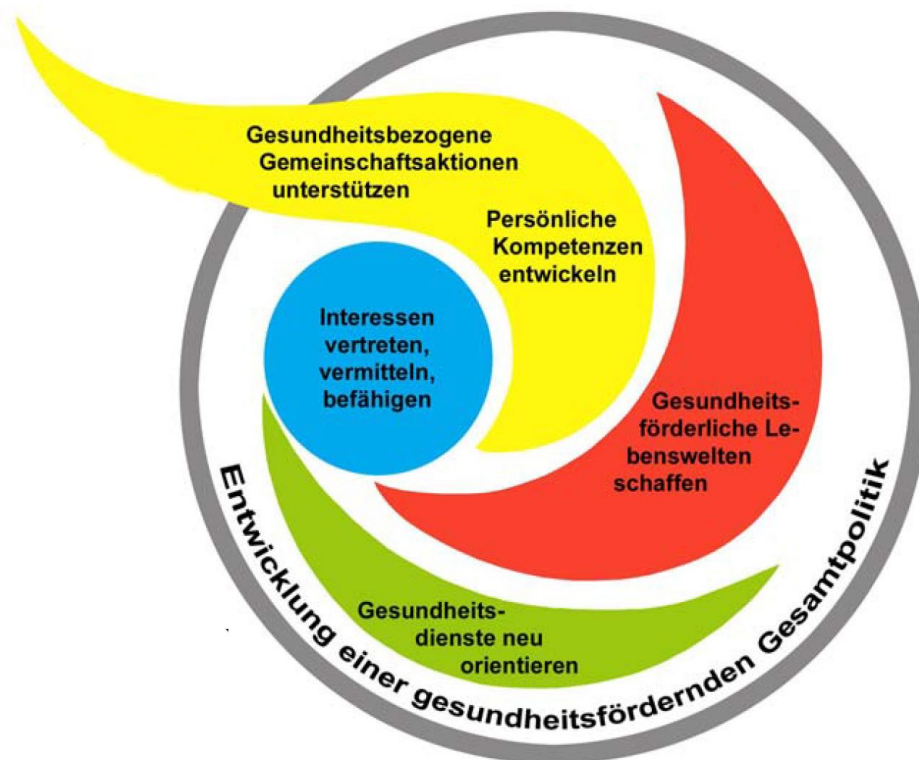 Gesundheitsbezogene
Gemeinschaftsaktionen
unterstützen
Persönliche
Kompetenzen
entwickeln
Interessen
vertreten,
vermitteln,
befähigen
Gesundheits-
förderliche Le-
benswelten
schaffen
Gesundheits-
dienste neu
orientieren
Entwicklung einer gesundheitsfördernden Gesamtpolitik